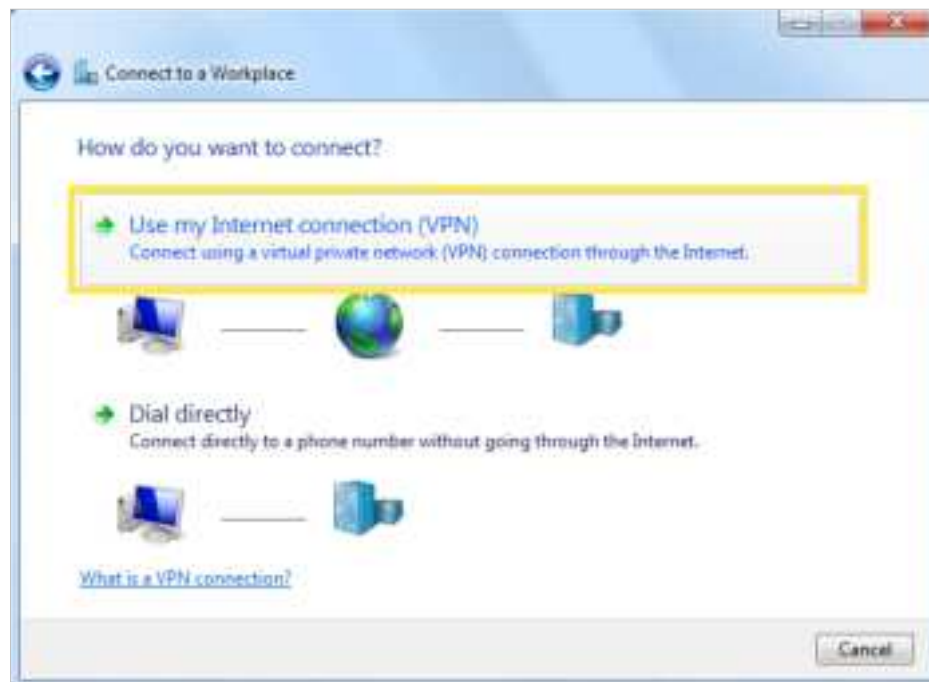 Connect to a Workplace
How do you want to connect?
Use my Internet connection (VPN)
Connect using a virtual private network (VPN) connection through the Internet.
Dial directly
Connect directly to a phone number without going through the Internet.
What is a VPN connection?
Cancel